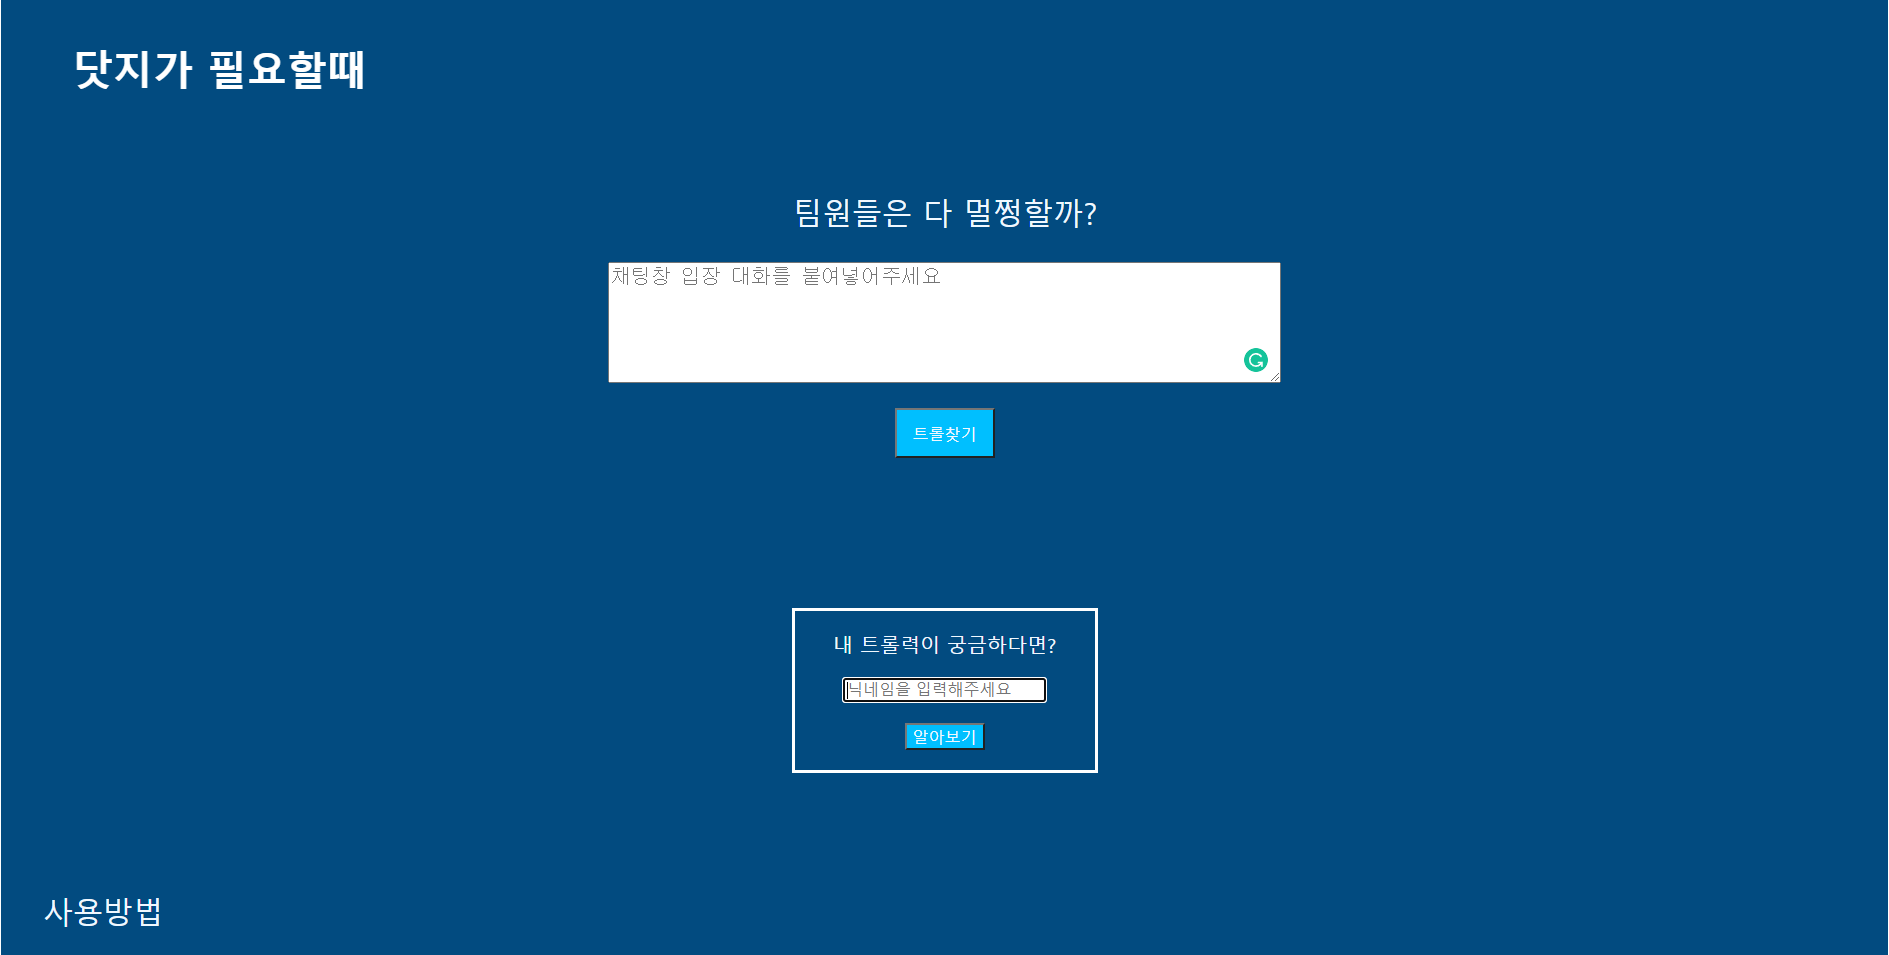 닷지가 필요할때
팀원들은 다 멀쩡할까?
채팅창 입장 대화를 붙여넣어주세요
트롤찾기
내 트롤력이 궁금하다면?
닉네임을 입력해주세요
알아보기
사용방법